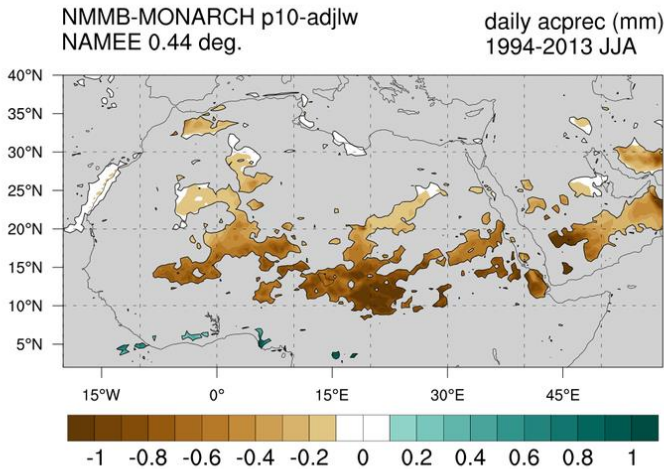 NMMB-MONARCH p10-adjlw daily acprec (mm)
NAMEE 0.44 deg. 1994-2013 JJA
40°N
35°N
30°N
25°N
20°N
15°N
10°N
5°N
15°W 0° 15°E 30°E 45°E
-1 -0.8 -0.6 -0.4 -0.2 0 0.2 0.4 0.6 0.8 1